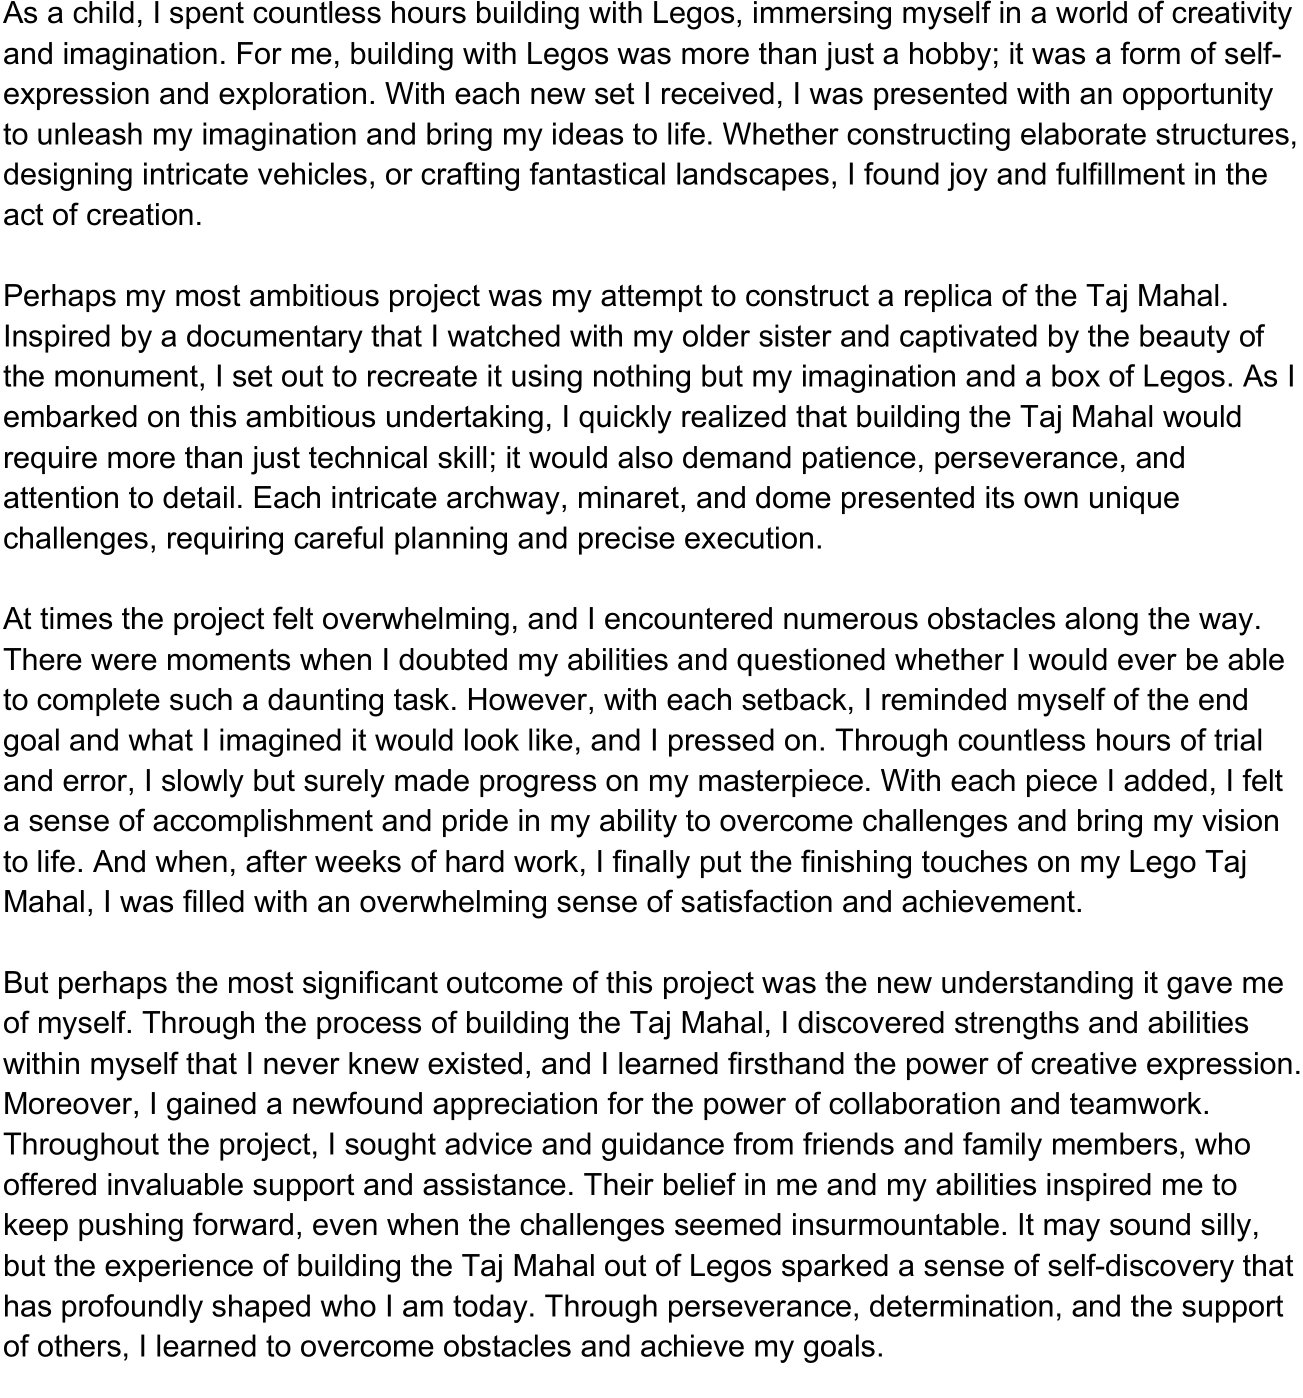 As a child, I spent countless hours building with Legos, immersing myself in a world of creativity
and imagination. For me, building with Legos was more than just a hobby; it was a form of self-
expression and exploration. With each new set I received, I was presented with an opportunity
to unleash my imagination and bring my ideas to life. Whether constructing elaborate structures,
designing intricate vehicles, or crafting fantastical landscapes, I found joy and fulfillment in the
act of creation.

Perhaps my most ambitious project was my attempt to construct a replica of the Taj Mahal.
Inspired by a documentary that I watched with my older sister and captivated by the beauty of
the monument, I set out to recreate it using nothing but my imagination and a box of Legos. As I
embarked on this ambitious undertaking, I quickly realized that building the Taj Mahal would
require more than just technical skill; it would also demand patience, perseverance, and
attention to detail. Each intricate archway, minaret, and dome presented its own unique
challenges, requiring careful planning and precise execution.

At times the project felt overwhelming, and I encountered numerous obstacles along the way.
There were moments when I doubted my abilities and questioned whether I would ever be able
to complete such a daunting task. However, with each setback, I reminded myself of the end
goal and what I imagined it would look like, and I pressed on. Through countless hours of trial
and error, I slowly but surely made progress on my masterpiece. With each piece I added, I felt
a sense of accomplishment and pride in my ability to overcome challenges and bring my vision
to life. And when, after weeks of hard work, I finally put the finishing touches on my Lego Taj
Mahal, I was filled with an overwhelming sense of satisfaction and achievement.

But perhaps the most significant outcome of this project was the new understanding it gave me
of myself. Through the process of building the Taj Mahal, I discovered strengths and abilities
within myself that I never knew existed, and I learned firsthand the power of creative expression.
Moreover, I gained a newfound appreciation for the power of collaboration and teamwork.
Throughout the project, I sought advice and guidance from friends and family members, who
offered invaluable support and assistance. Their belief in me and my abilities inspired me to
keep pushing forward, even when the challenges seemed insurmountable. It may sound silly,
but the experience of building the Taj Mahal out of Legos sparked a sense of self-discovery that
has profoundly shaped who I am today. Through perseverance, determination, and the support
of others, I learned to overcome obstacles and achieve my goals.